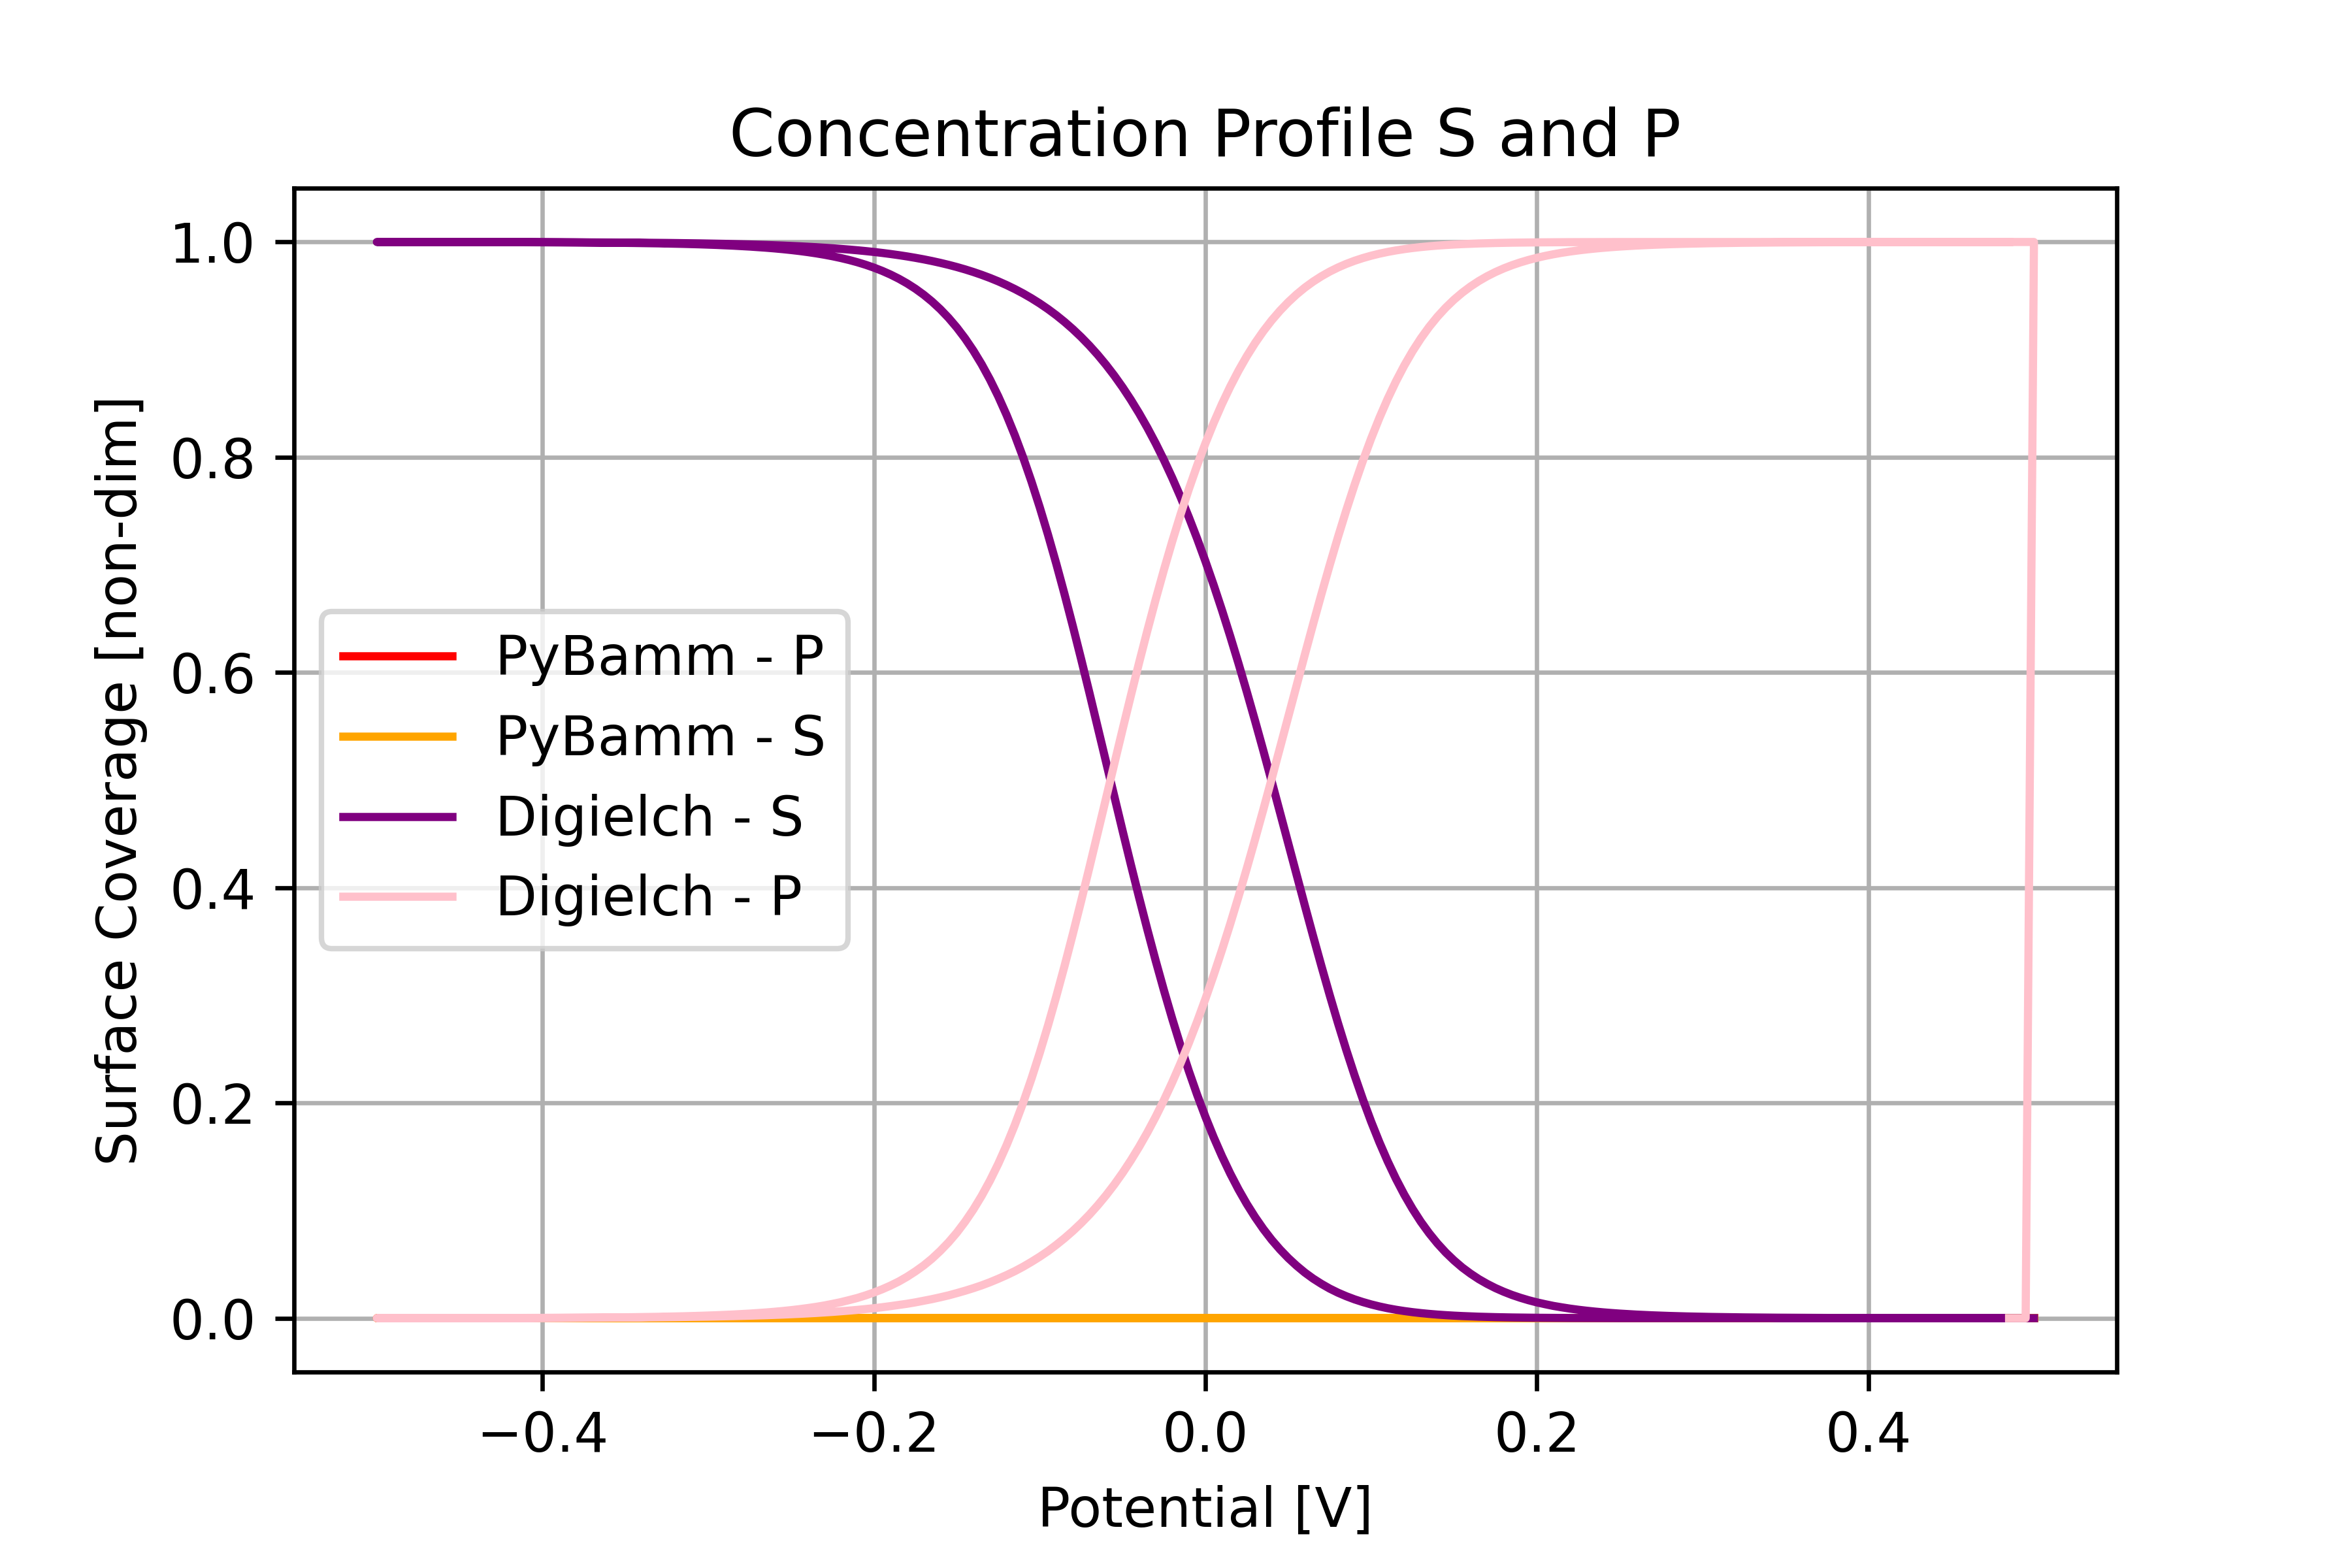 Concentration Profile S and P
Surface Coverage [non-dim]
1.0
0.8
0.6
0.4
0.2
0.0
PyBamm - P
PyBamm - S
Digielch - S
Digielch - P
−0.4
−0.2
0.0
0.2
0.4
Potential [V]